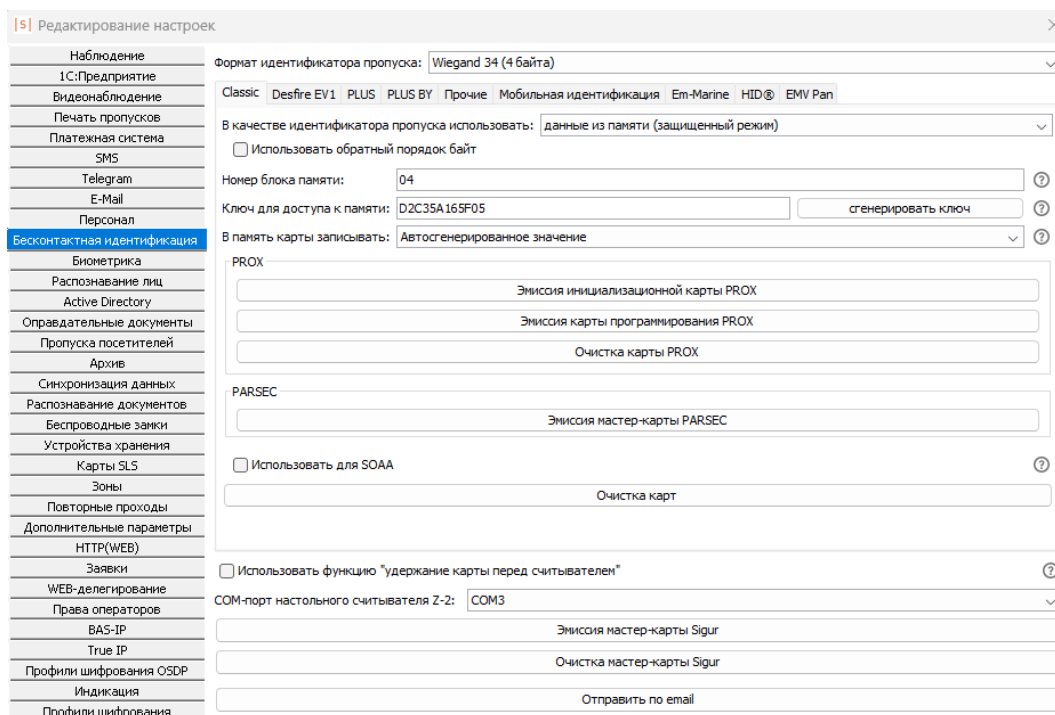 |S| Редактирование настроек
Наблюдение
1С:Предприятие
Видеонаблюдение
Печать пропусков
Платежная система
SMS
Telegram
E-Mail
Персонал
Бесконтактная идентификация
Биометрика
Распознавание лиц
Active Directory
Оправдательные документы
Пропуска посетителей
Архив
Синхронизация данных
Распознавание документов
Беспроводные замки
Устройства хранения
Карты SLS
Зоны
Повторные проходы
Дополнительные параметры
HTTP(WEB)
Заявки
WEB-делегирование
Права операторов
BAS-IP
True IP
Профили шифрования OSDP
Индикация
Профили шифрования
Формат идентификатора пропуска: Wiegand 34 (4 байта)
Classic Desfire EV1 PLUS PLUS BY Прочие Мобильная идентификация Em-Marine HID® EMV Pan
В качестве идентификатора пропуска использовать: данные из памяти (защищенный режим)
Использовать обратный порядок байт
Номер блока памяти: 04 ?
Ключ для доступа к памяти: D2C35A165F05 сгенерировать ключ ?
В память карты записывать: Автосгенерированное значение ?
PROX
Эмиссия инициализационной карты PROX
Эмиссия карты программирования PROX
Очистка карты PROX
PARSEC
Эмиссия мастер-карты PARSEC
Использовать для SOAA ?
Очистка карт
Использовать функцию "удержание карты перед считывателем" ?
COM-порт настольного считывателя Z-2: COM3
Эмиссия мастер-карты Sigur
Очистка мастер-карты Sigur
Отправить по email